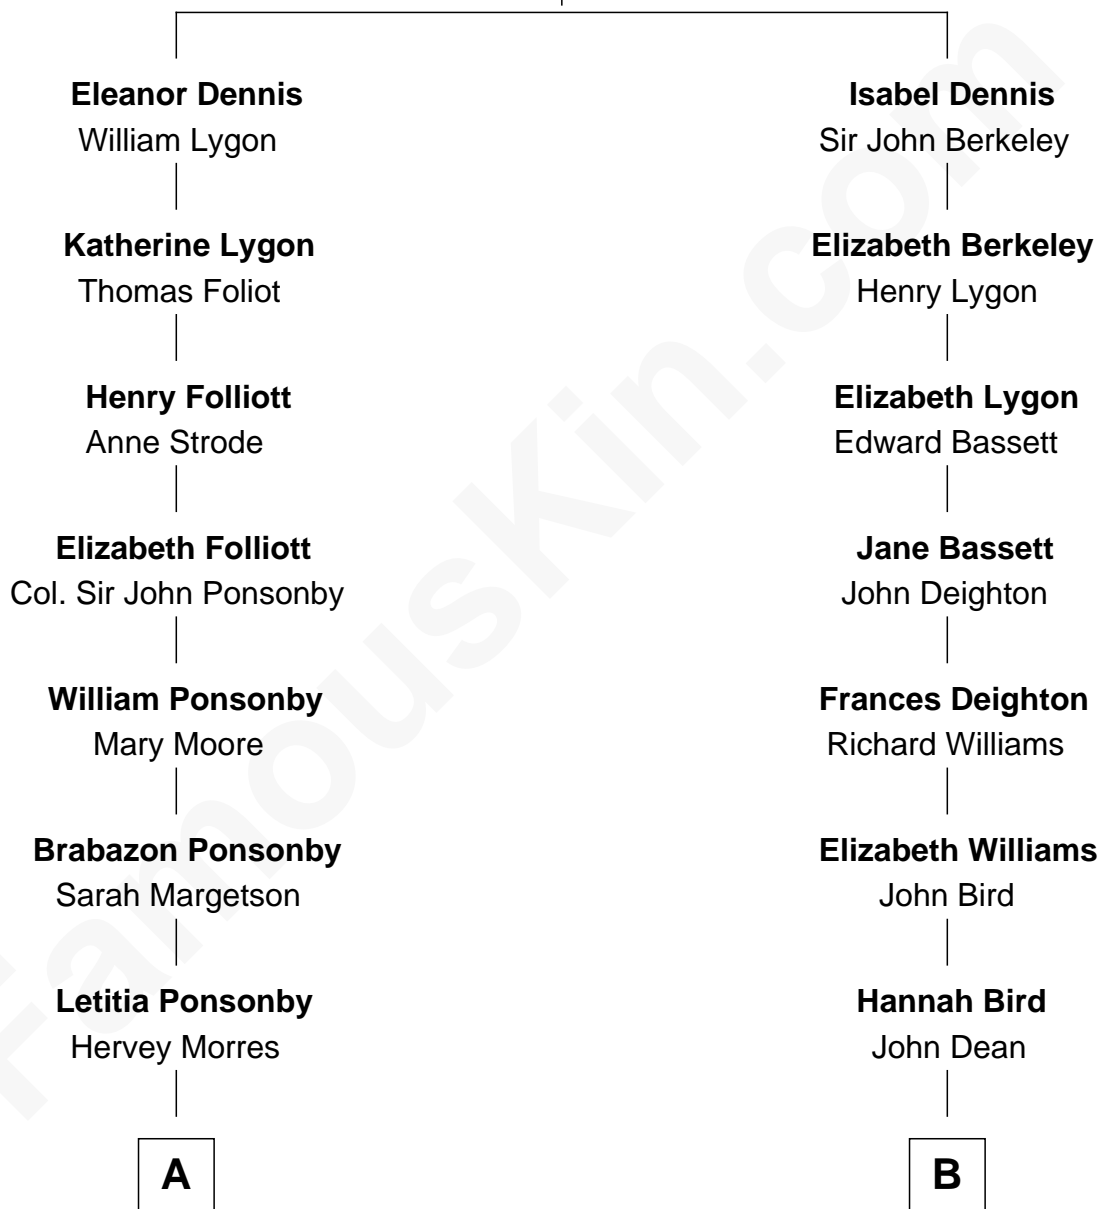 Eleanor Dennis
William Lygon
Katherine Lygon
Thomas Foliot
Henry Folliott
Anne Strode
Elizabeth Folliott
Col. Sir John Ponsonby
William Ponsonby
Mary Moore
Brabazon Ponsonby
Sarah Margetson
Letitia Ponsonby
Hervey Morres
A
Isabel Dennis
Sir John Berkeley
Elizabeth Berkeley
Henry Lygon
Elizabeth Lygon
Edward Bassett
Jane Bassett
John Deighton
Frances Deighton
Richard Williams
Elizabeth Williams
John Bird
Hannah Bird
John Dean
B
FamousKin.com